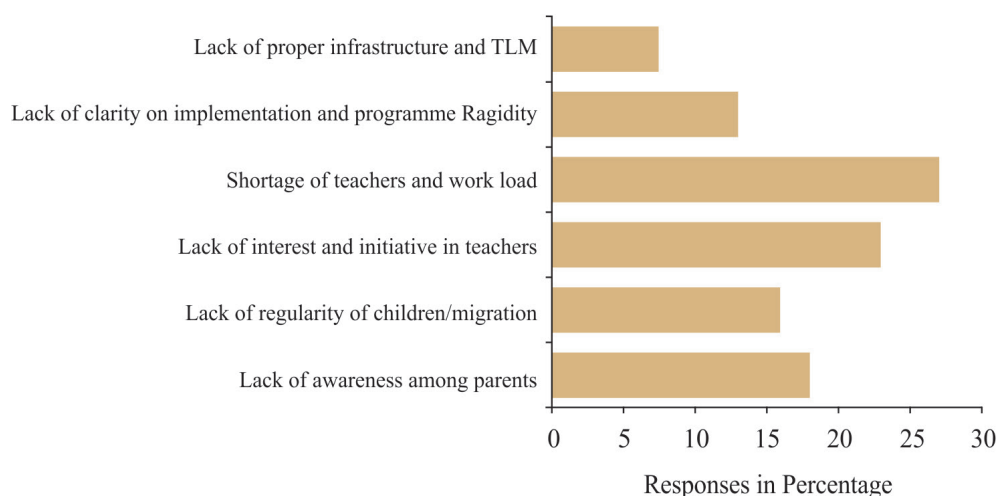 Lack of proper infrastructure and TLM
Lack of clarity on implementation and programme Ragidity
Shortage of teachers and work load
Lack of interest and initiative in teachers
Lack of regularity of children/migration
Lack of awareness among parents
0 5 10 15 20 25 30
Responses in Percentage